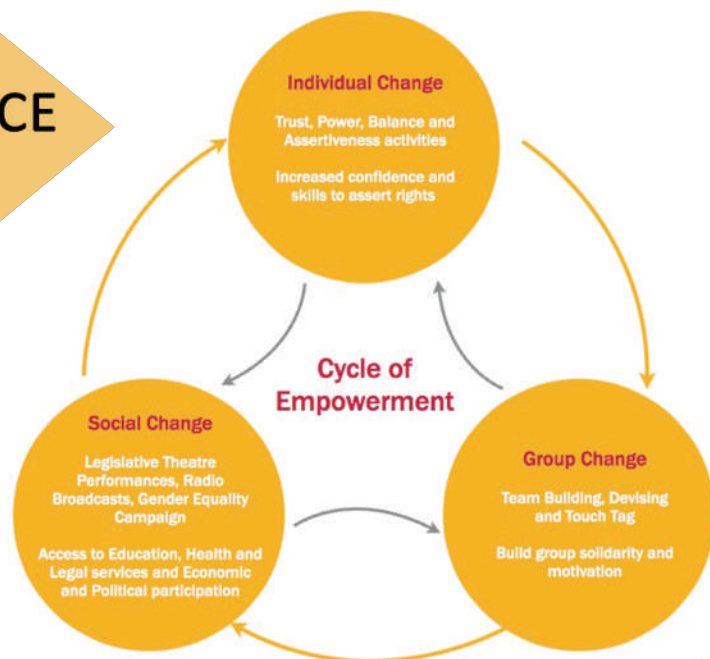 CE
Individual Change
Trust, Power, Balance and
Assertiveness activities
Increased confidence and
skills to assert rights
Cycle of
Empowerment
Social Change
Legislative Theatre
Performances, Radio
Broadcasts, Gender Equality
Campaign
Access to Education, Health and
Legal services and Economic
and Political participation
Group Change
Team Building, Devising
and Touch Tag
Build group solidarity and
motivation